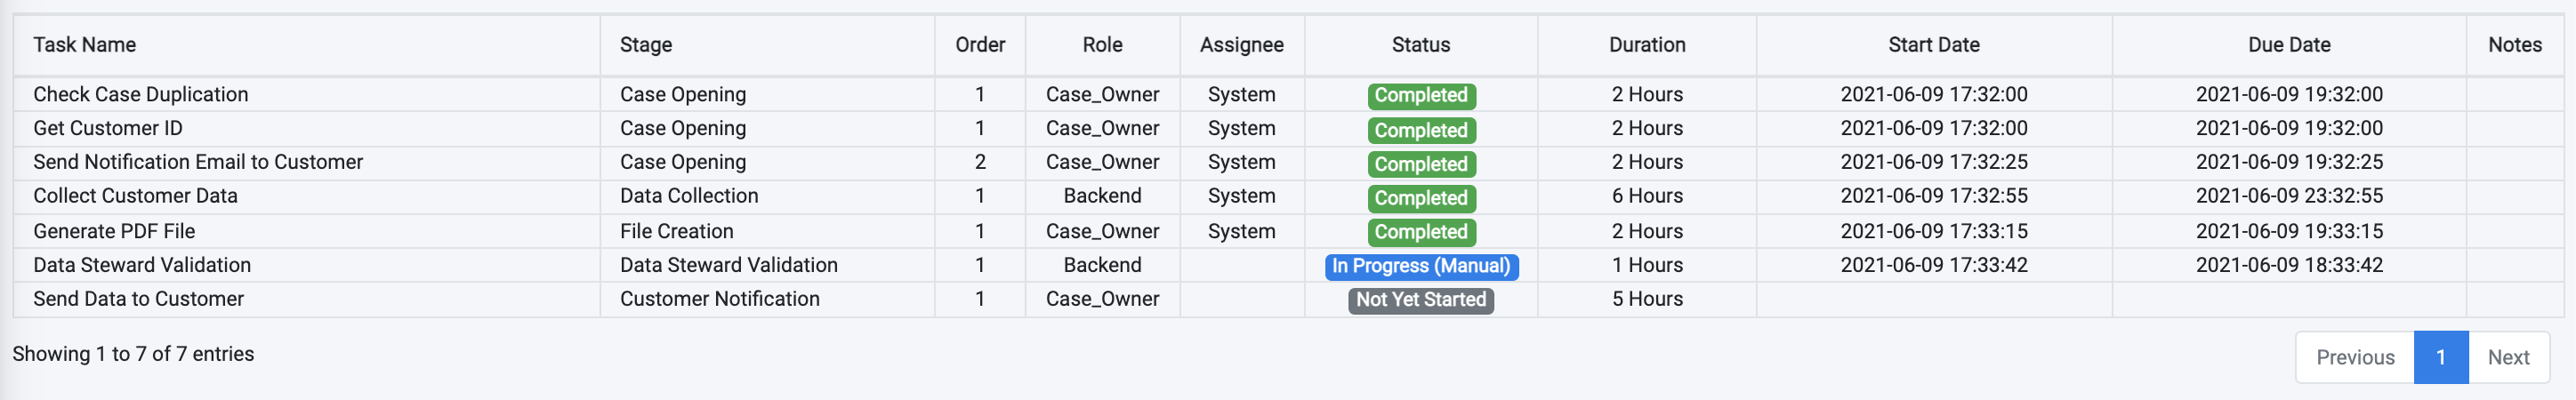 Task Name Stage Order Role Assignee Status Duration Start Date Due Date Notes
Check Case Duplication Case Opening 1 Case_Owner System Completed 2 Hours 2021-06-09 17:32:00 2021-06-09 19:32:00
Get Customer ID Case Opening 1 Case_Owner System Completed 2 Hours 2021-06-09 17:32:00 2021-06-09 19:32:00
Send Notification Email to Customer Case Opening 2 Case_Owner System Completed 2 Hours 2021-06-09 17:32:25 2021-06-09 19:32:25
Collect Customer Data Data Collection 1 Backend System Completed 6 Hours 2021-06-09 17:32:55 2021-06-09 23:32:55
Generate PDF File File Creation 1 Case_Owner System Completed 2 Hours 2021-06-09 17:33:15 2021-06-09 19:33:15
Data Steward Validation Data Steward Validation 1 Backend In Progress (Manual) 1 Hours 2021-06-09 17:33:42 2021-06-09 18:33:42
Send Data to Customer Customer Notification 1 Case_Owner Not Yet Started 5 Hours
Showing 1 to 7 of 7 entries Previous 1 Next